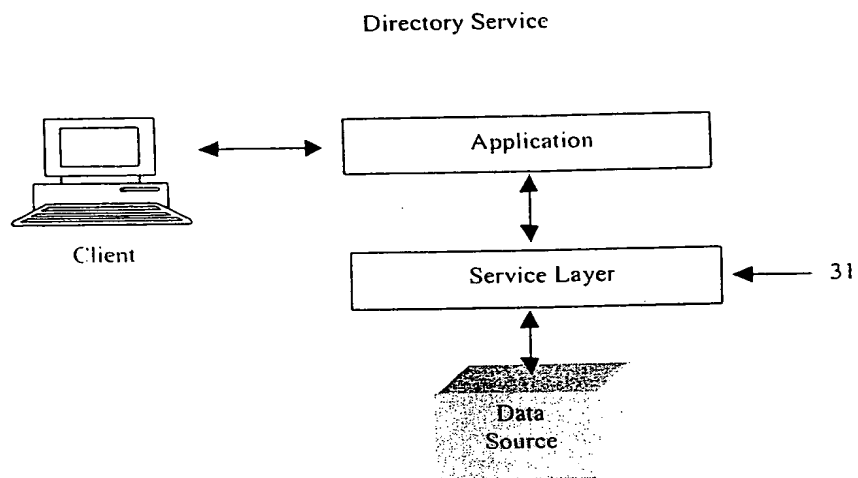 Directory Service
Application
Client
Service Layer
31
Data
Source